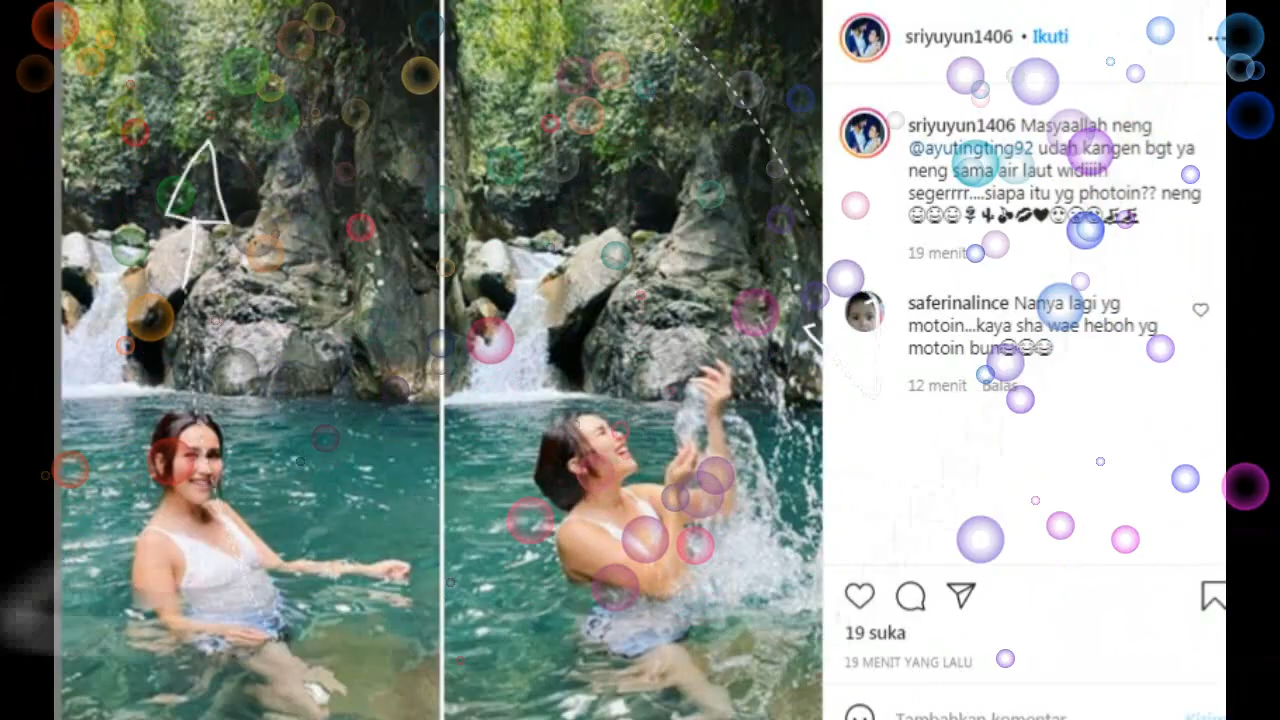 sriyuyun1406 • Ikuti
sriyuyun1406 Masyaallah neng
@ayutingting92 udah kangen bgt ya
neng sama air laut widiiih
segerrrr....siapa itu yg photoin?? neng
19 menit
saferinalince Nanya lagi yg
motoin...kaya sha wae heboh yg
motoin bun😂😂😂
12 menit Balas
19 suka
19 MENIT YANG LALU
Tambahkan komentar